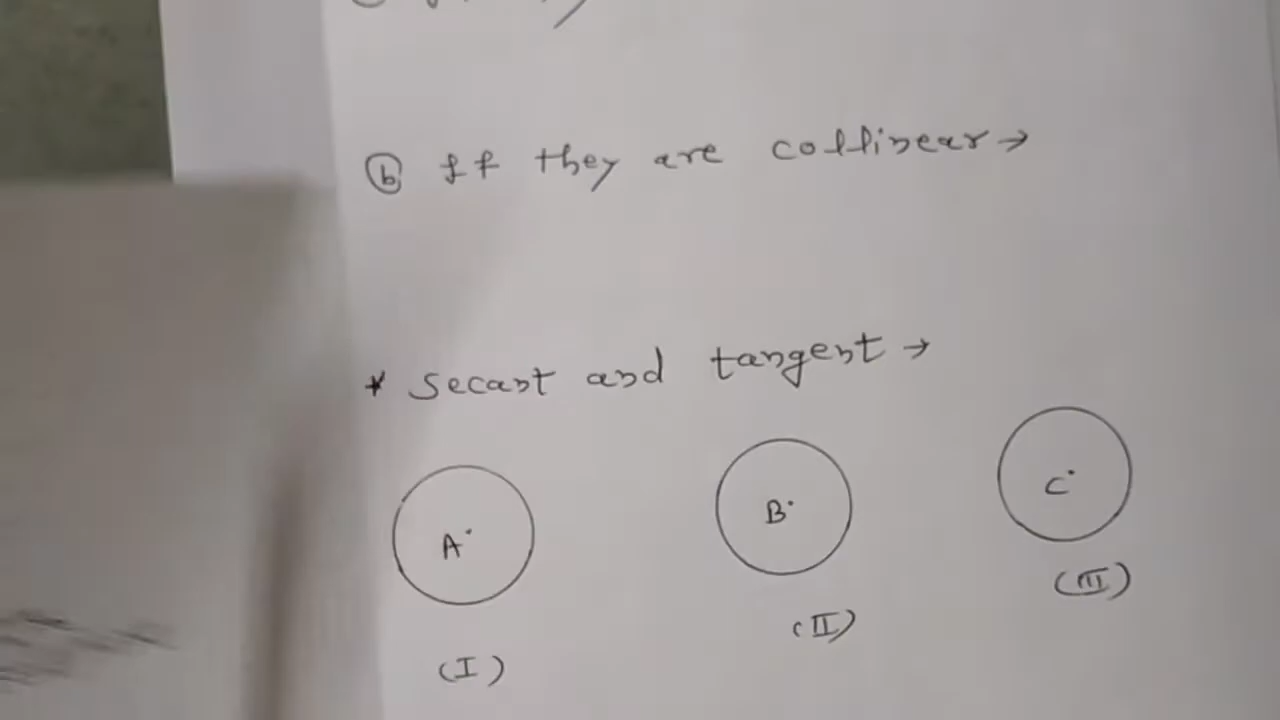 ⓑ If they are collinear →
* Secant and tangent →
A B C
(I) (II) (III)